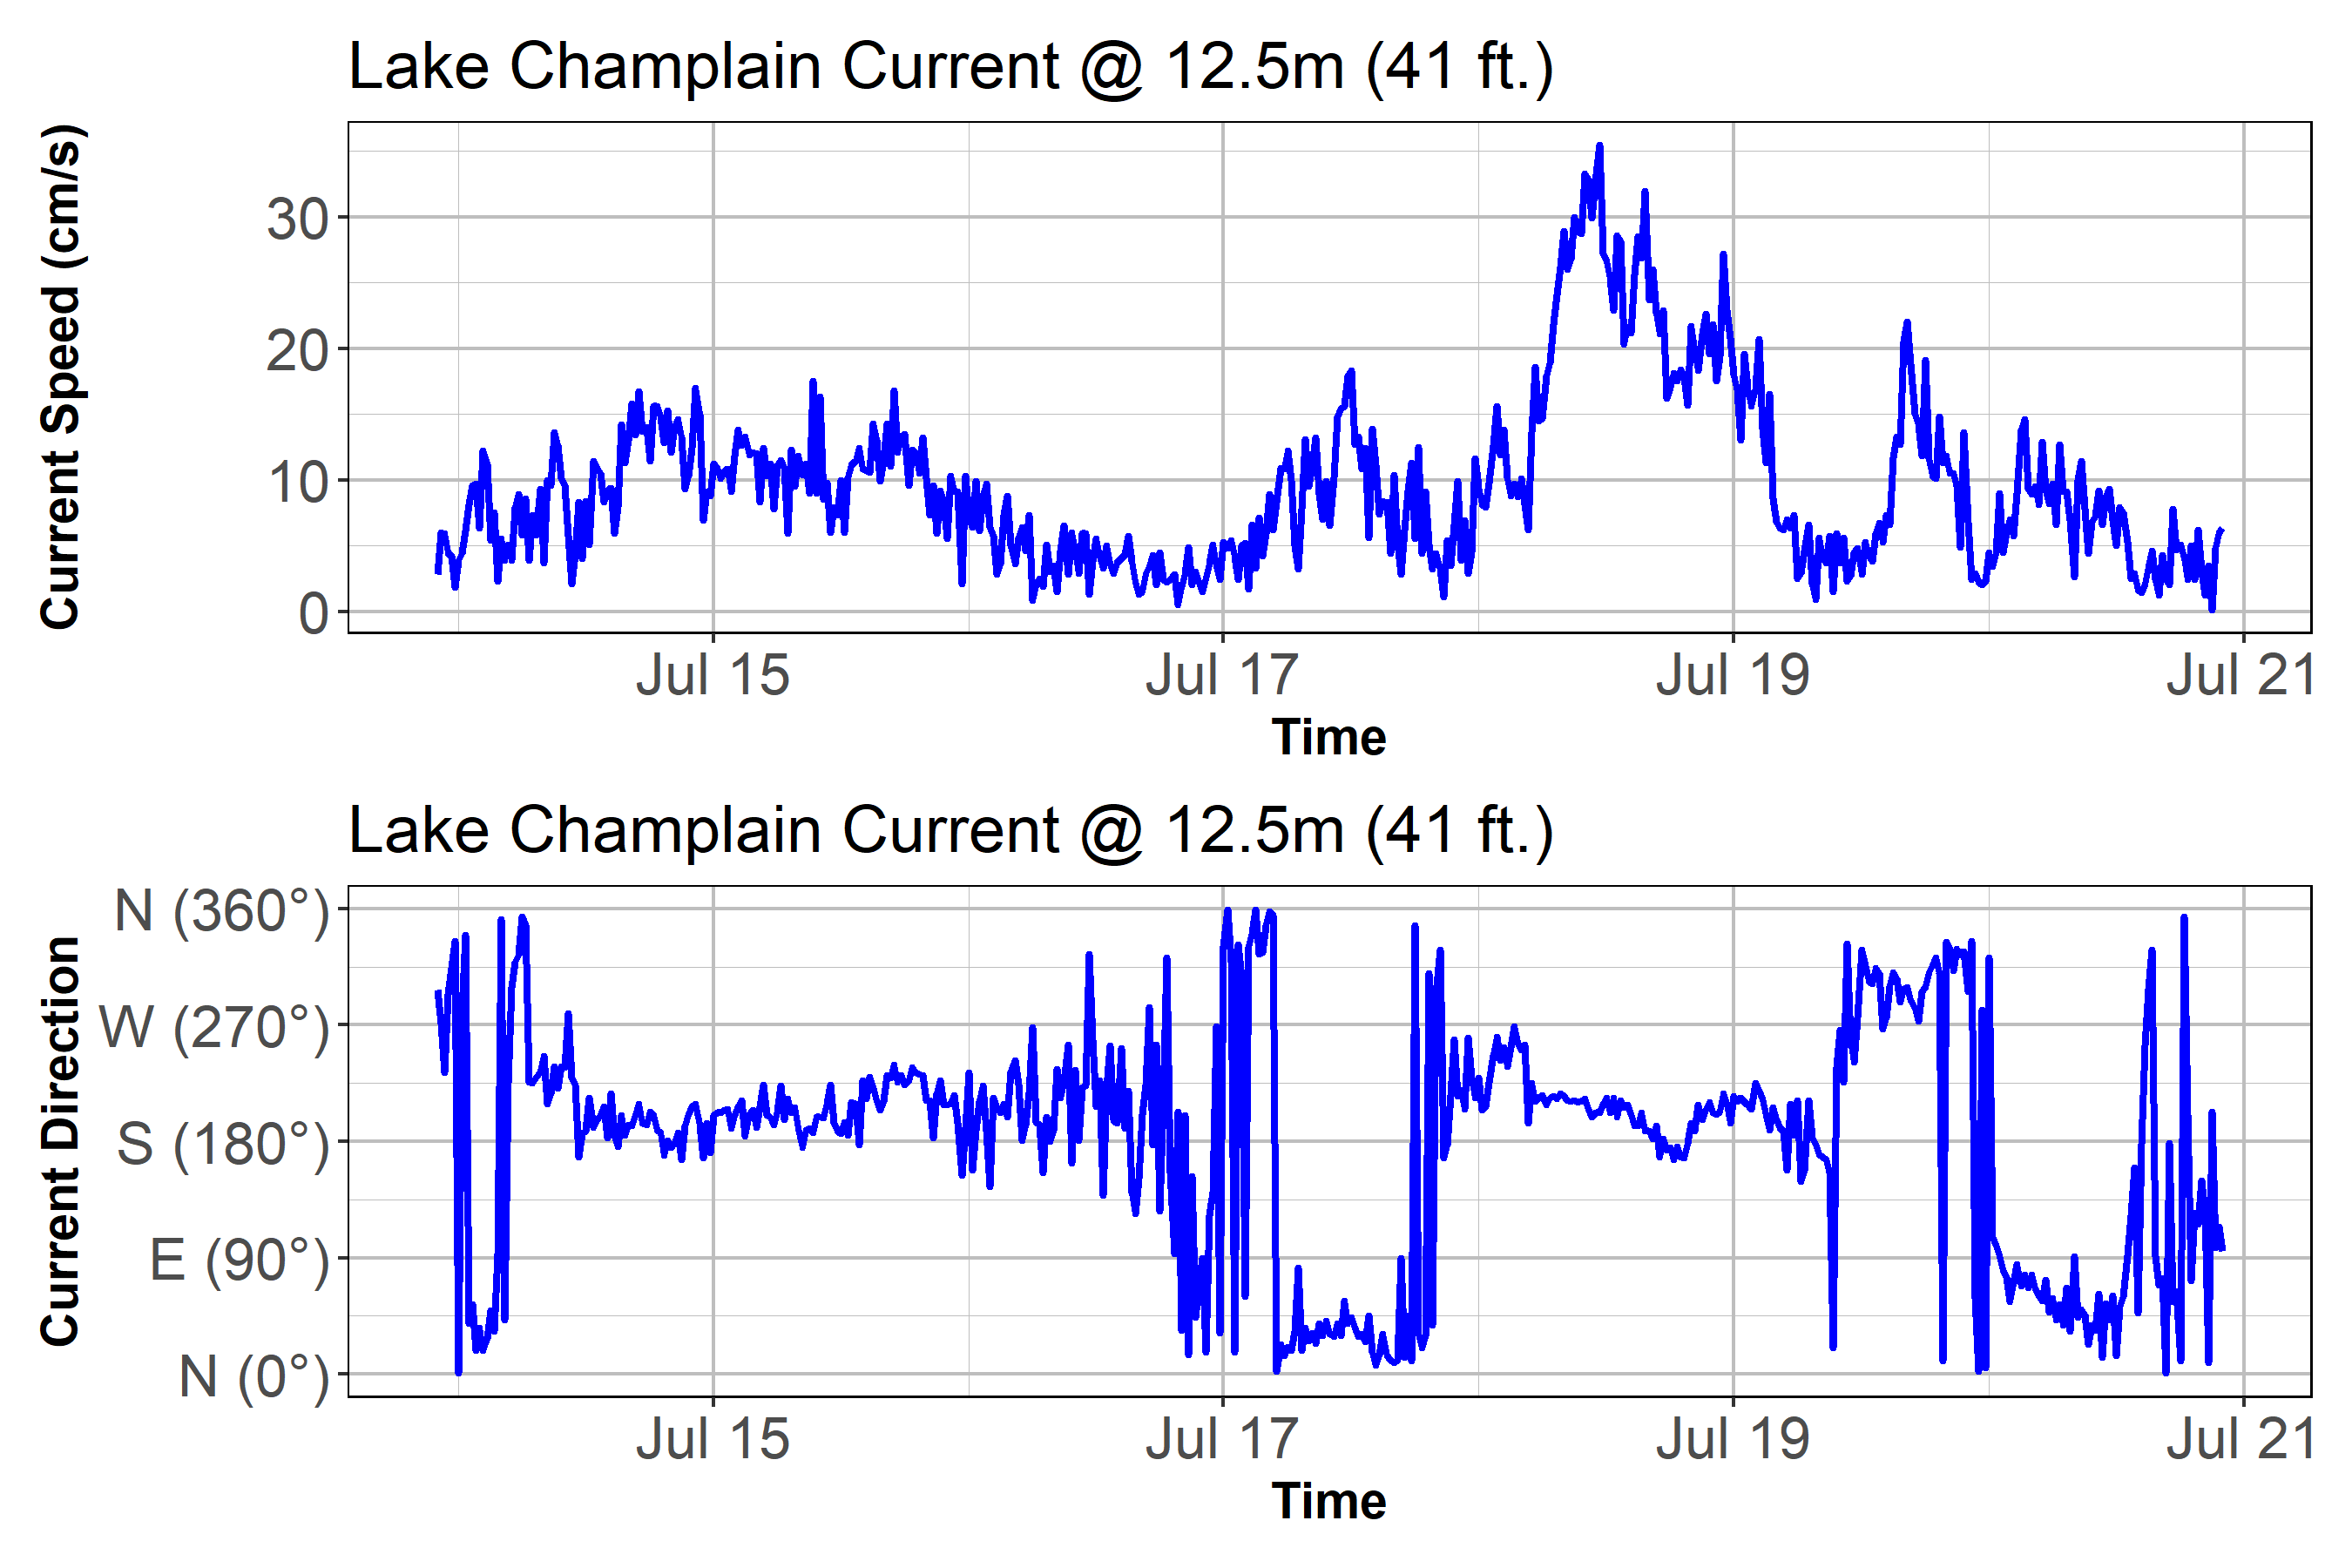 Lake Champlain Current @ 12.5m (41 ft.)
Current Speed (cm/s)
30
20
10
0
Jul 15 Jul 17 Jul 19 Jul 21
Time
Lake Champlain Current @ 12.5m (41 ft.)
Current Direction
N (360°)
W (270°)
S (180°)
E (90°)
N (0°)
Jul 15 Jul 17 Jul 19 Jul 21
Time